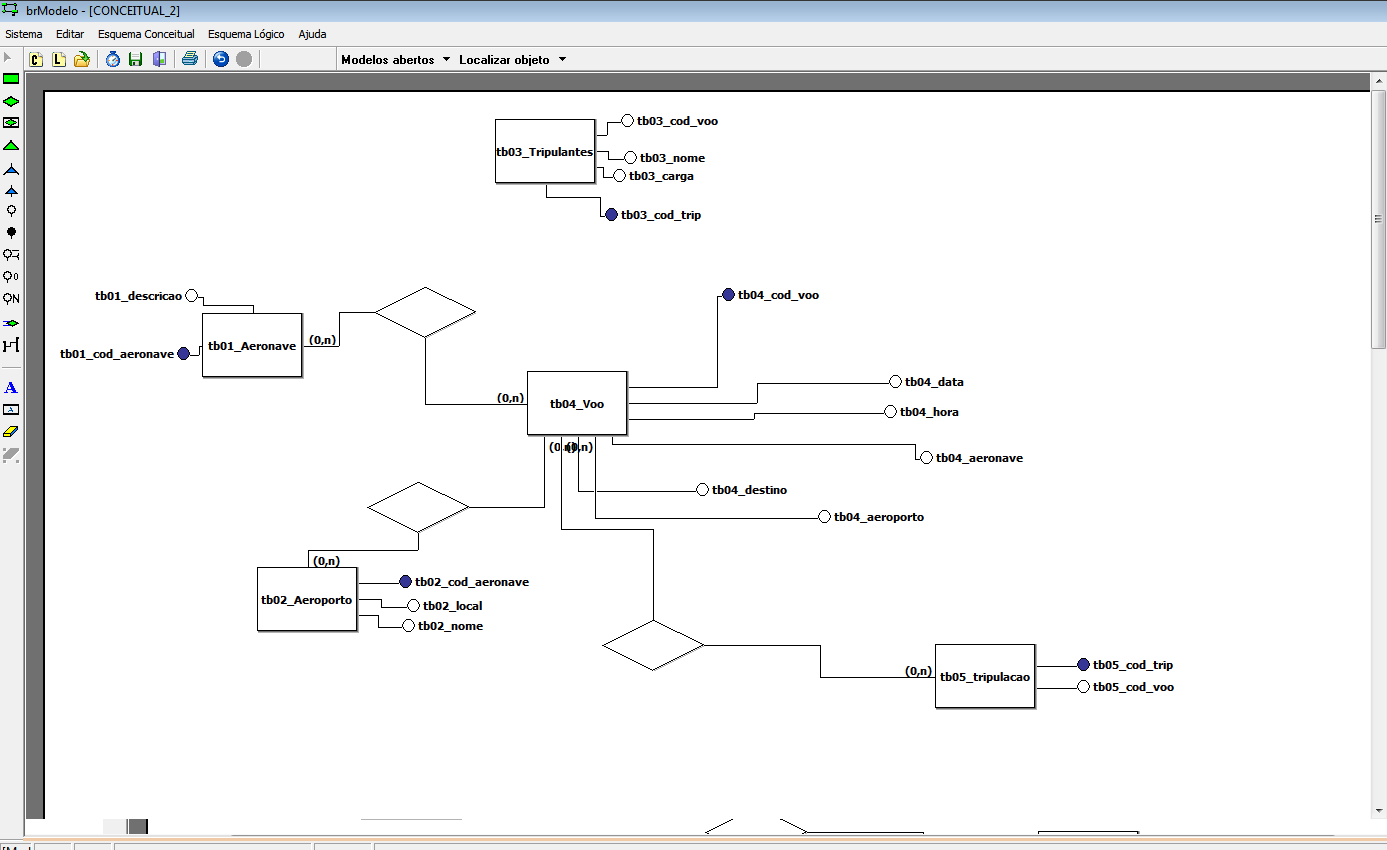 brModelo - [CONCEITUAL_2]
Sistema Editar Esquema Conceitual Esquema Lógico Ajuda
C L Modelos abertos Localizar objeto
tb03_cod_voo
tb03_Tripulantes
tb03_nome
tb03_carga
tb03_cod_trip
tb01_descricao
tb04_cod_voo
tb01_Aeronave
(0,n)
tb01_cod_aeronave
tb04_data
(0,n)
tb04_Voo
tb04_hora
(0,n)
(0,n)
tb04_aeronave
tb04_destino
tb04_aeroporto
(0,n)
tb02_Aeroporto
tb02_cod_aeronave
tb02_local
tb02_nome
(0,n)
tb05_tripulacao
tb05_cod_trip
tb05_cod_voo